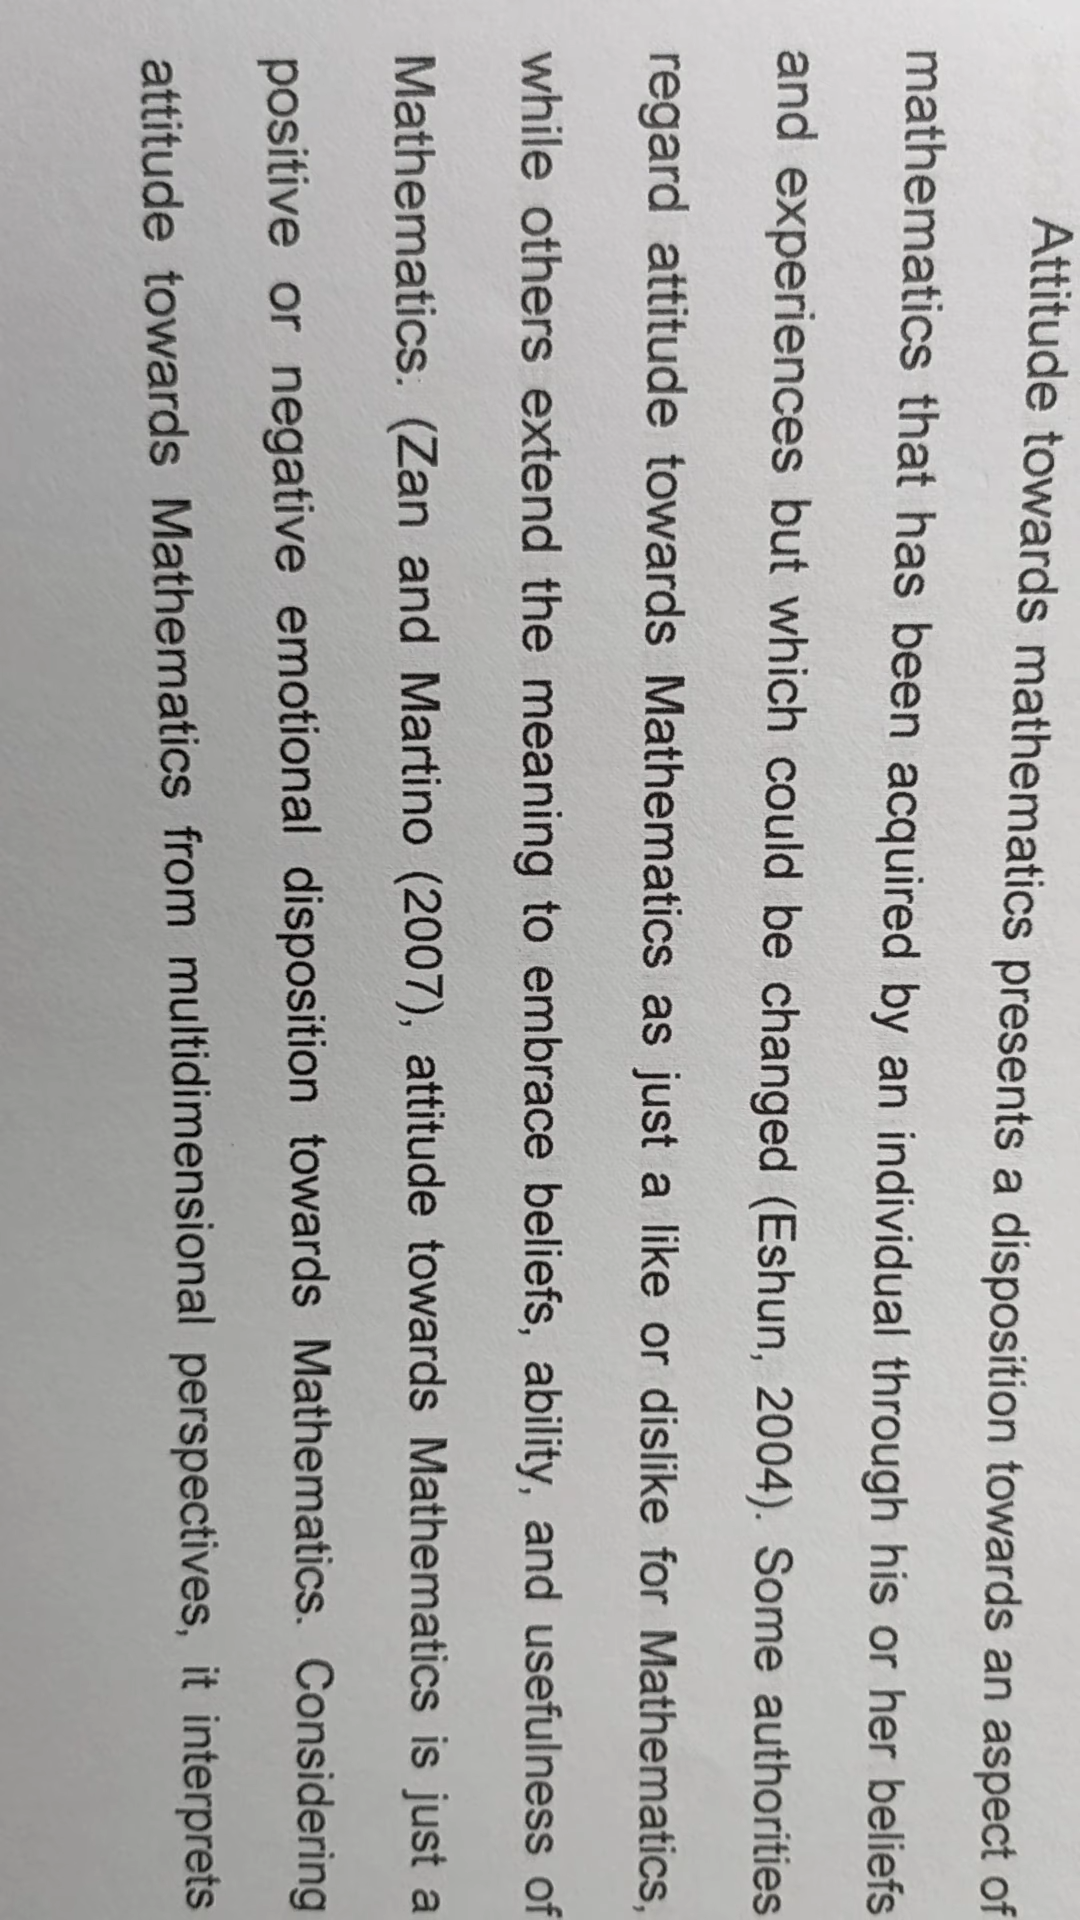 Attitude towards mathematics presents a disposition towards an aspect of
mathematics that has been acquired by an individual through his or her beliefs
and experiences but which could be changed (Eshun, 2004). Some authorities
regard attitude towards Mathematics as just a like or dislike for Mathematics,
while others extend the meaning to embrace beliefs, ability, and usefulness of
Mathematics. (Zan and Martino (2007), attitude towards Mathematics is just a
positive or negative emotional disposition towards Mathematics. Considering
attitude towards Mathematics from multidimensional perspectives, it interprets